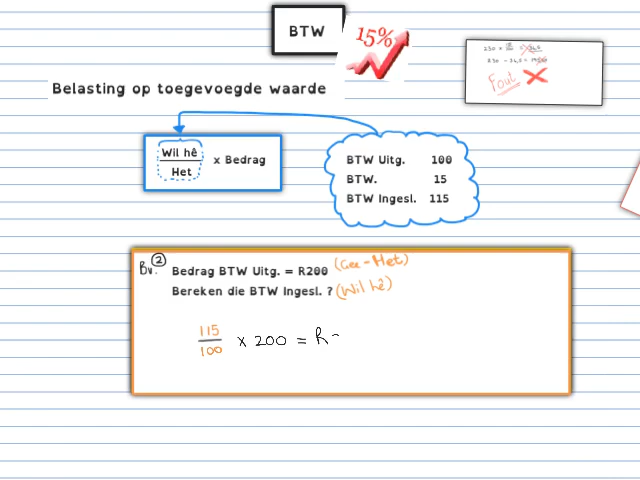 BTW
15%
Belasting op toegevoegde waarde
Fout
Wil hê
Het
x Bedrag
BTW Uitg. 100
BTW. 15
BTW Ingesl. 115
Bv. 2
Bedrag BTW Uitg. = R200 (Gee - Het)
Bereken die BTW Ingesl. ? (Wil hê)
115
100
x 200 = R